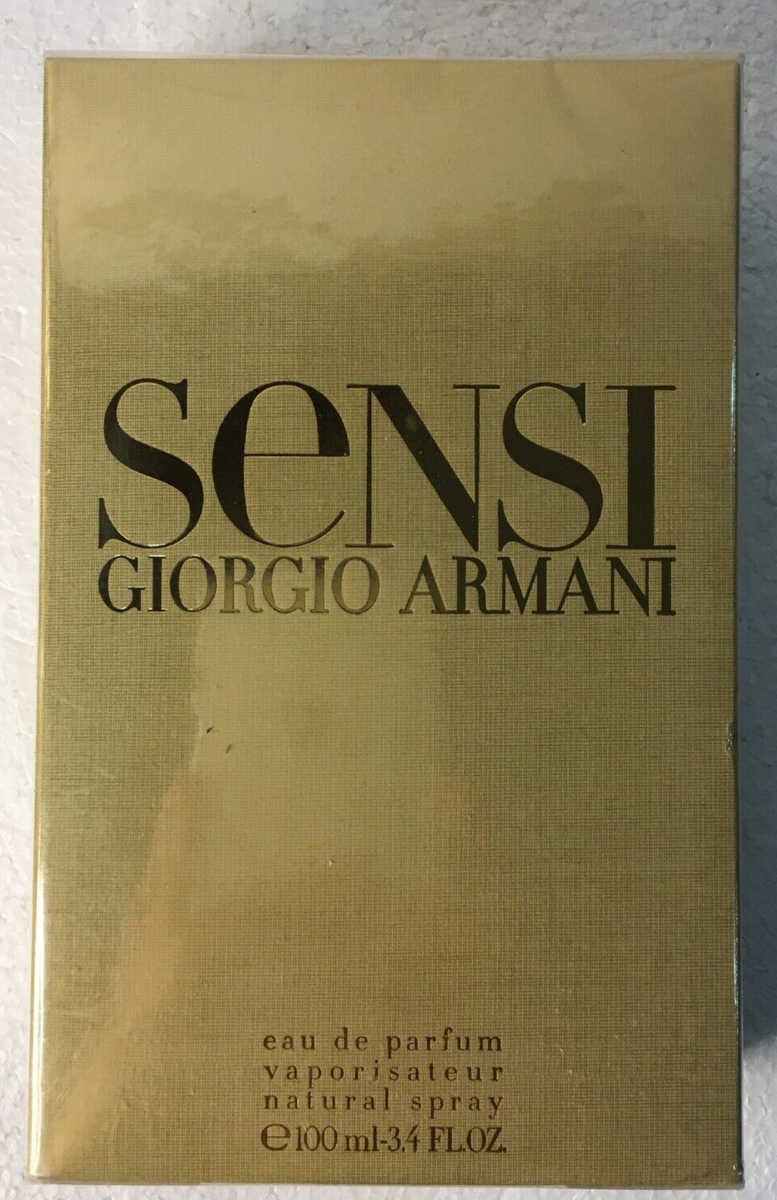 SeNSI
GIORGIO ARMANI
eau de parfum
vaporisateur
natural spray
℮100 ml-3.4 FL.OZ.